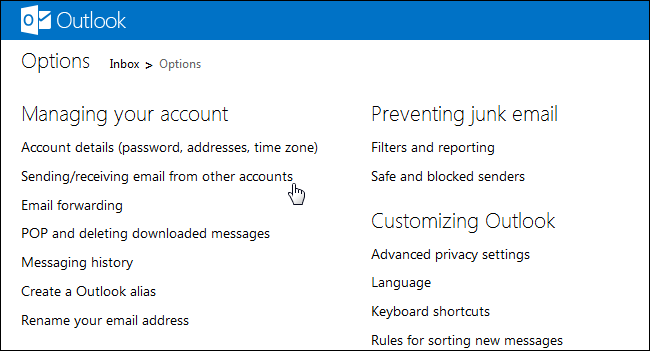 Outlook
Options Inbox > Options
Managing your account
Account details (password, addresses, time zone)
Sending/receiving email from other accounts
Email forwarding
POP and deleting downloaded messages
Messaging history
Create a Outlook alias
Rename your email address
Preventing junk email
Filters and reporting
Safe and blocked senders
Customizing Outlook
Advanced privacy settings
Language
Keyboard shortcuts
Rules for sorting new messages